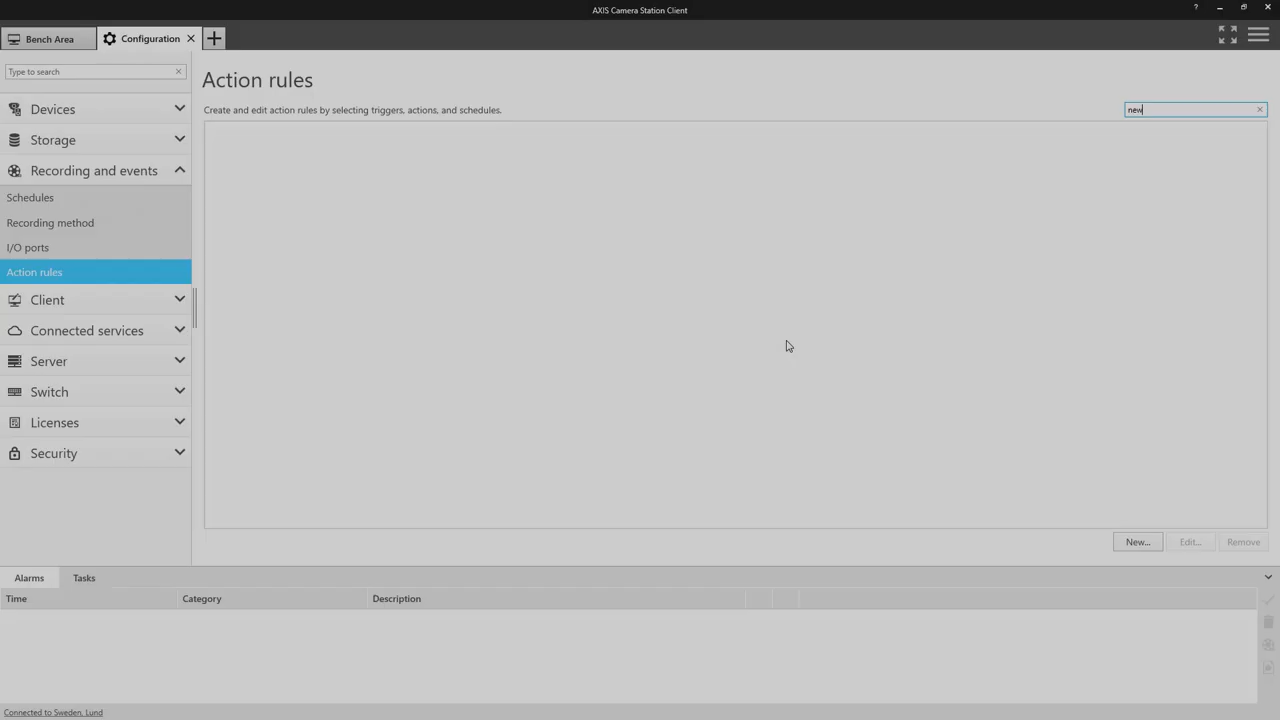 AXIS Camera Station Client
?
Bench Area
Configuration
Type to search
Devices
Storage
Recording and events
Schedules
Recording method
I/O ports
Action rules
Client
Connected services
Server
Switch
Licenses
Security
Action rules
Create and edit action rules by selecting triggers, actions, and schedules.
new
New...
Edit...
Remove
Alarms
Tasks
Time
Category
Description
Connected to Sweden, Lund